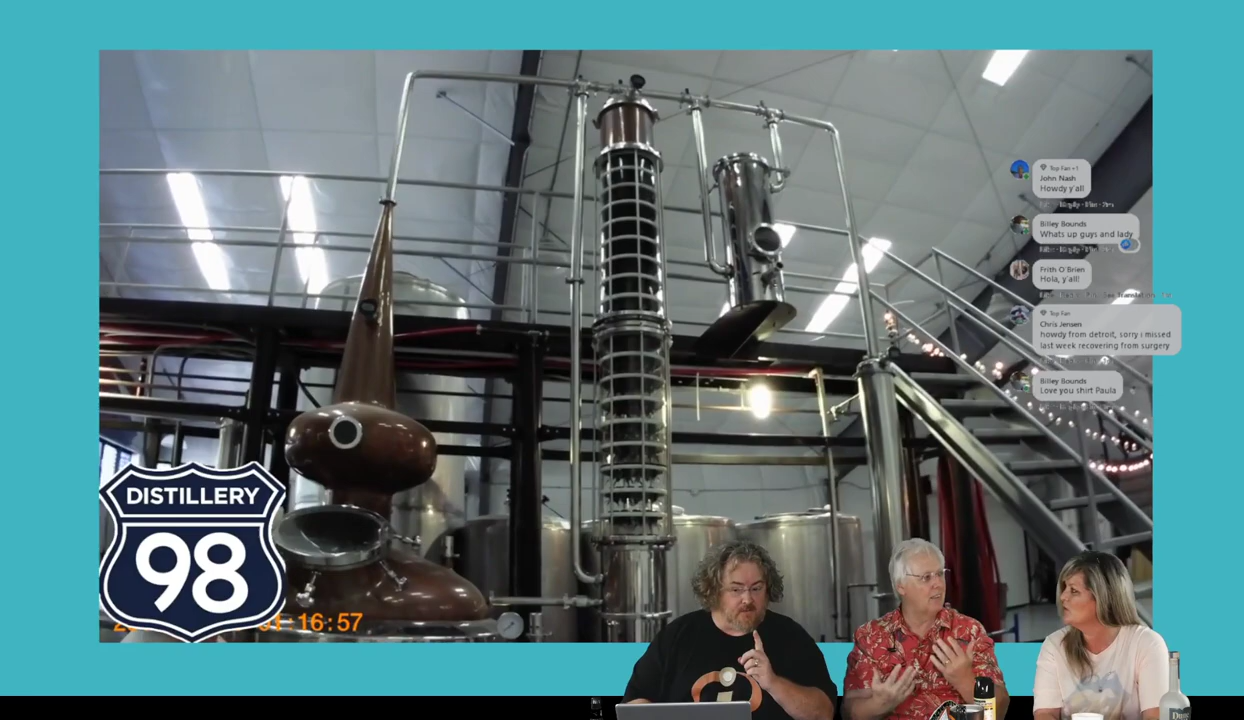 Top Fan +1
John Nash
Howdy y'all
Billey Bounds
Whats up guys and lady
Frith O'Brien
Hola, y'all!
Top Fan
Chris Jensen
howdy from detroit, sorry i missed
last week recovering from surgery
Billey Bounds
Love you shirt Paula
DISTILLERY
98
16:57